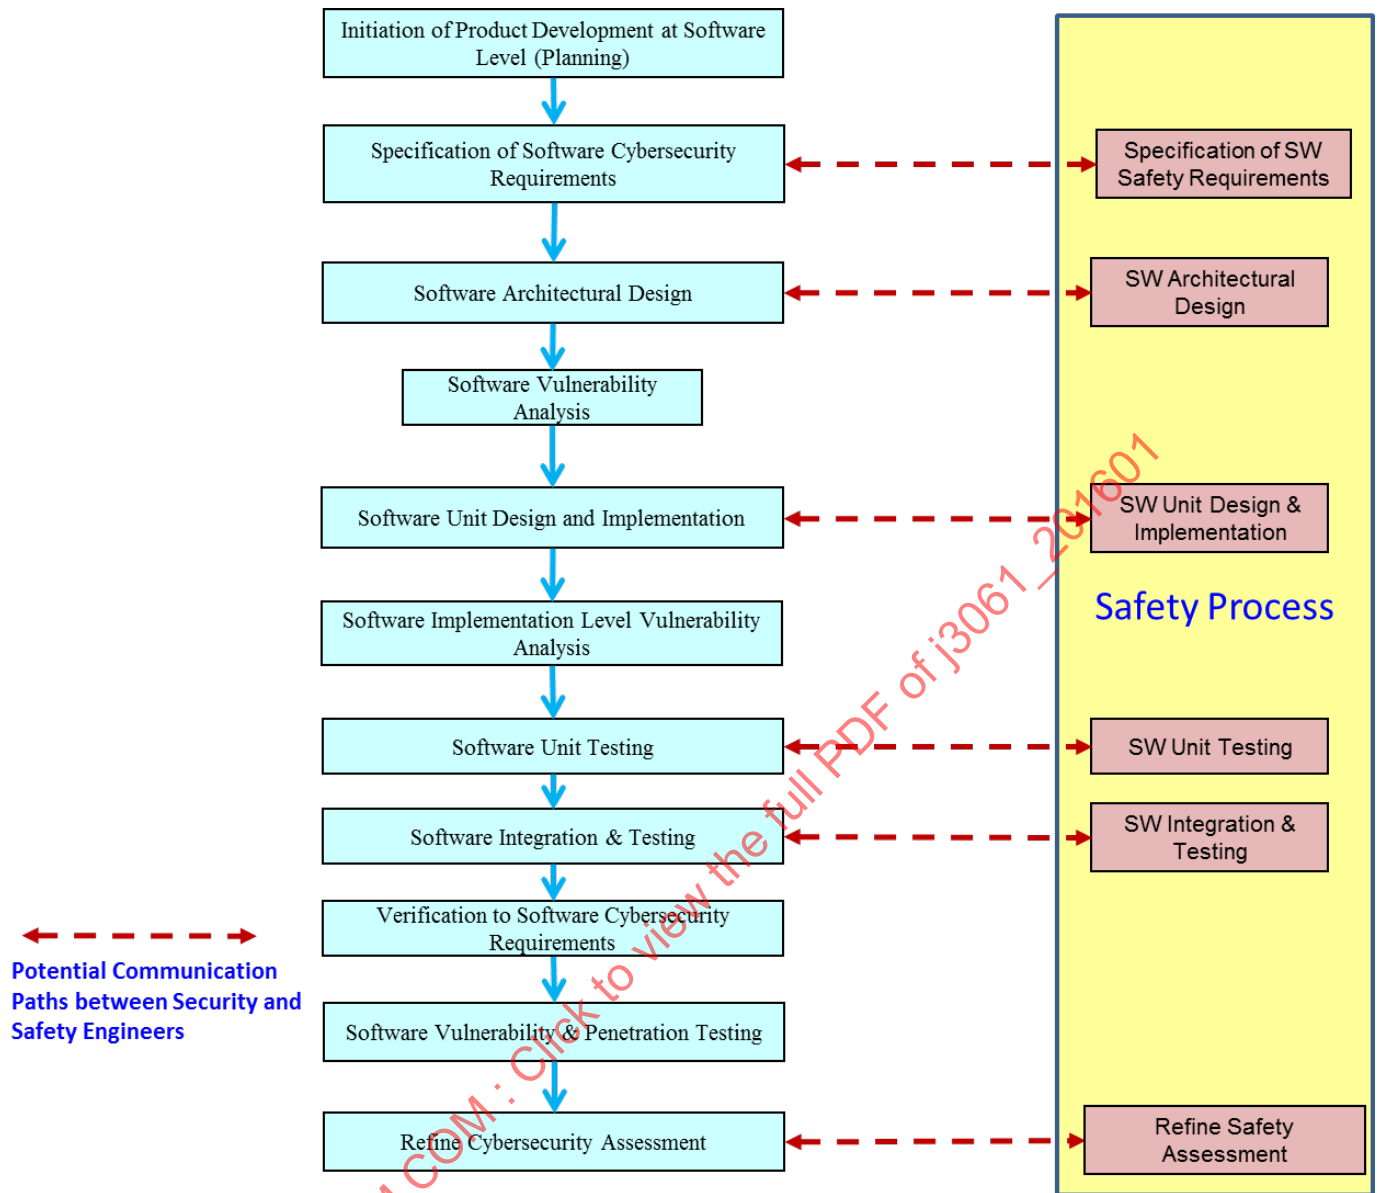 Initiation of Product Development at Software
Level (Planning)
Specification of Software Cybersecurity
Requirements
Specification of SW
Safety Requirements
Software Architectural Design
SW Architectural
Design
Software Vulnerability
Analysis
Software Unit Design and Implementation
SW Unit Design &
Implementation
Software Implementation Level Vulnerability
Analysis
Safety Process
Software Unit Testing
SW Unit Testing
Software Integration & Testing
SW Integration &
Testing
Verification to Software Cybersecurity
Requirements
Potential Communication
Paths between Security and
Safety Engineers
Software Vulnerability & Penetration Testing
Refine Cybersecurity Assessment
Refine Safety
Assessment
COM : Click to view the full PDF of j3061_201601